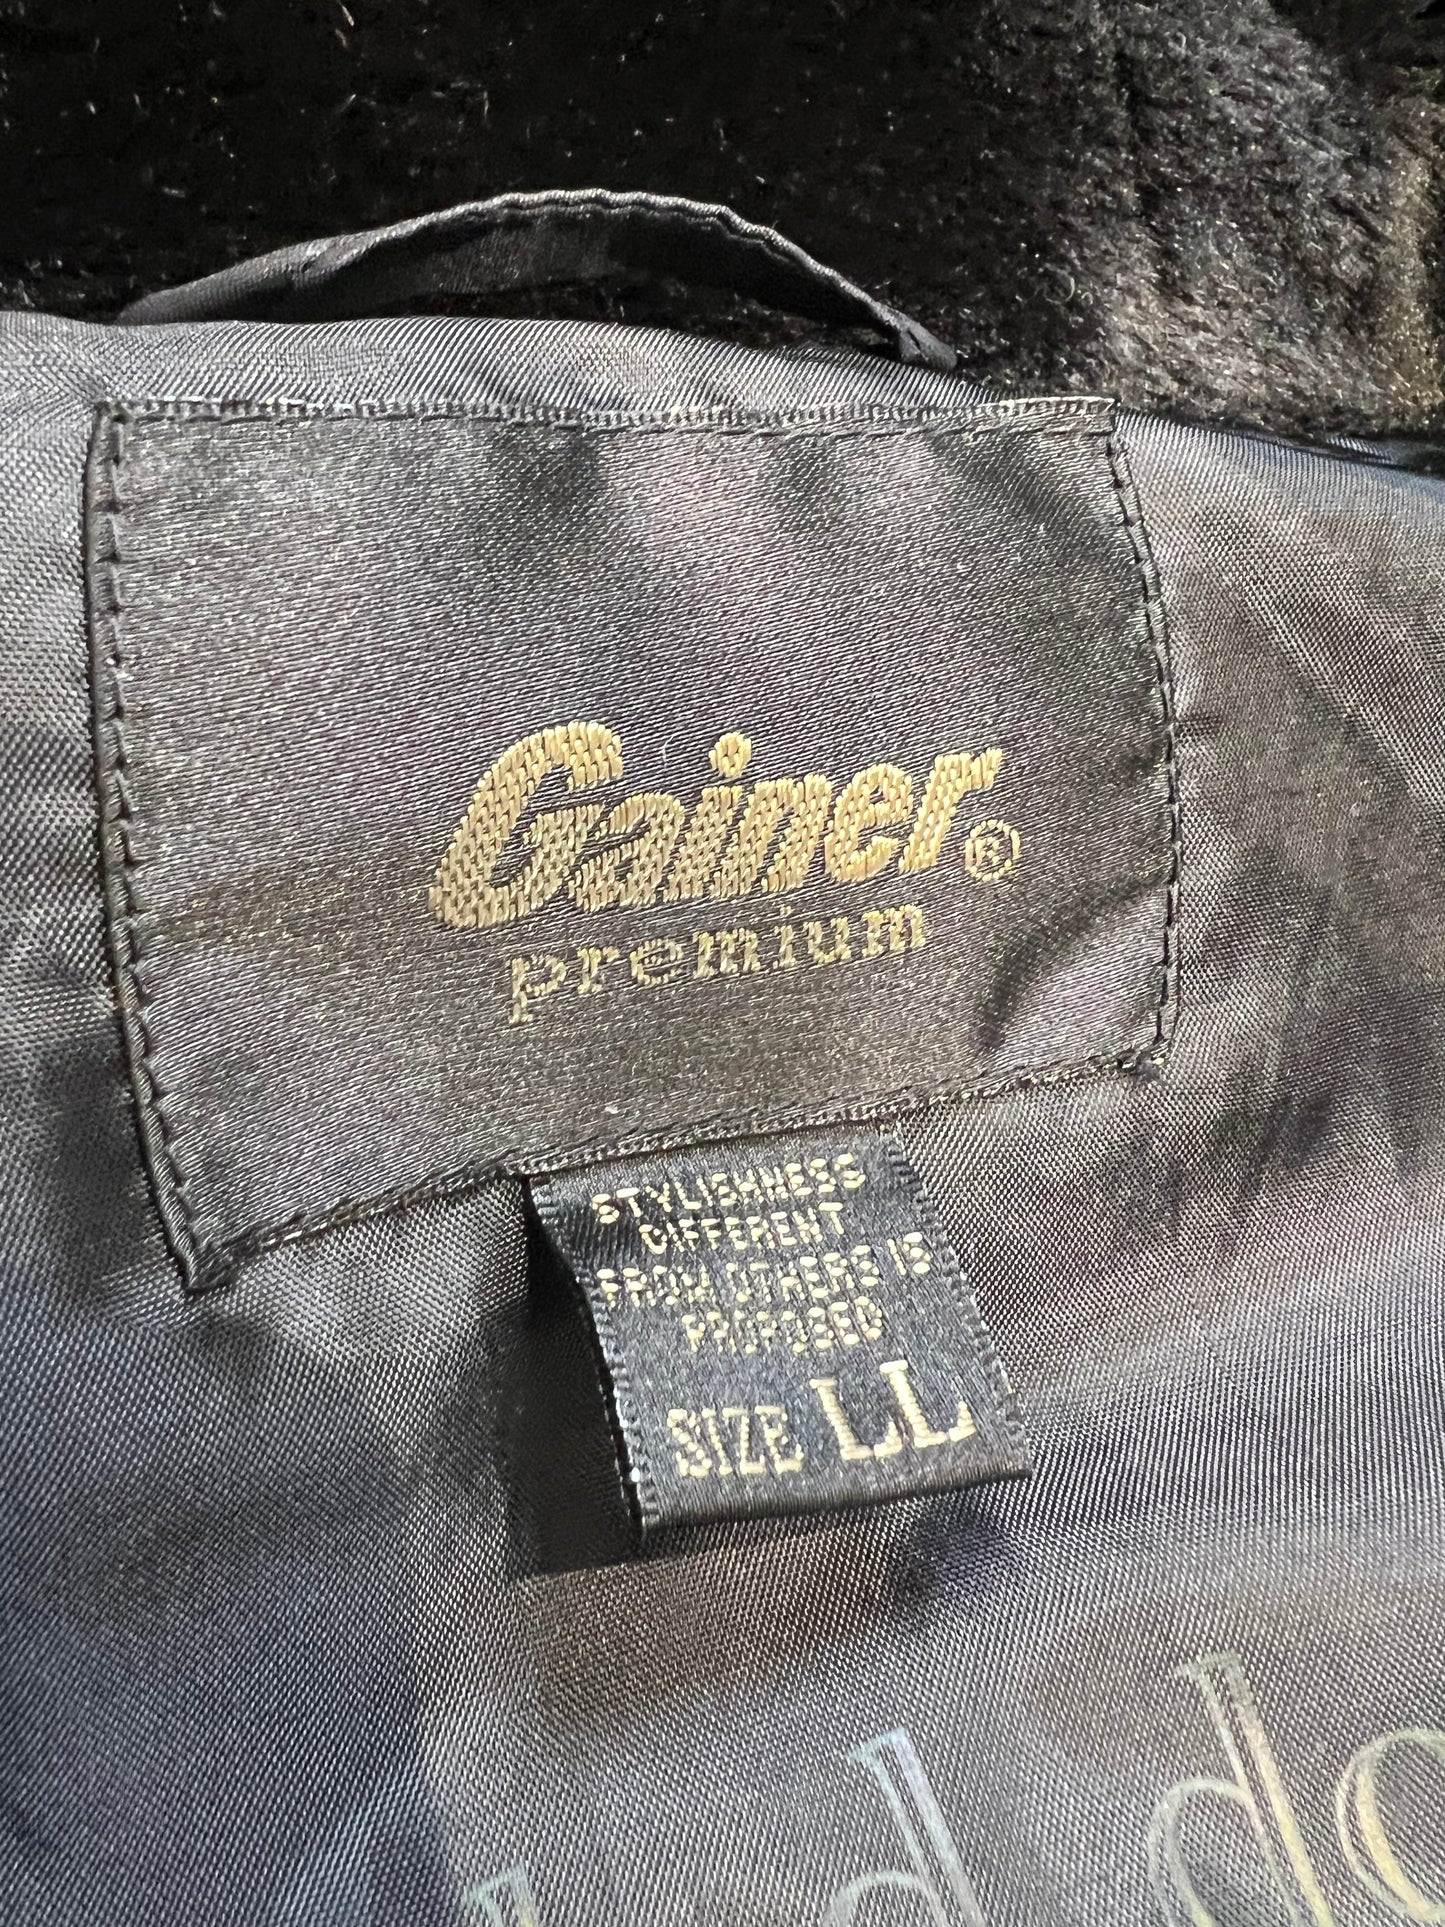 Gainer®
premium
STYLISHNESS
DIFFERENT
FROM OTHERS IS
PROPOSED
SIZE LL